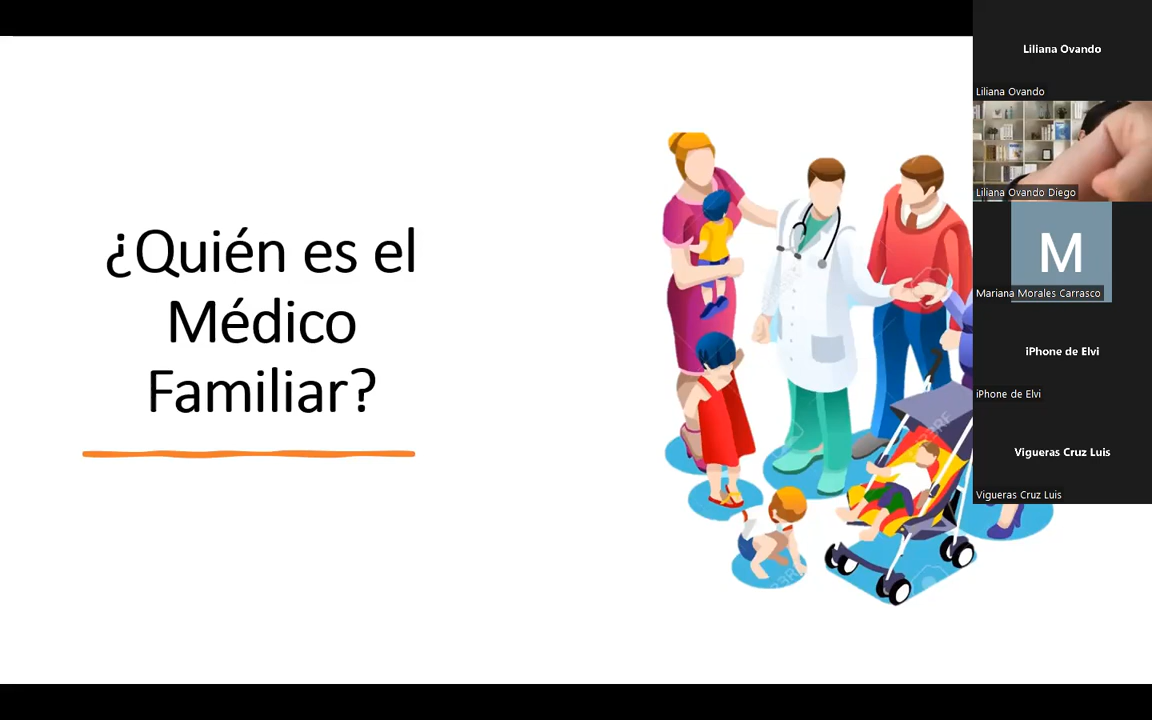 ¿Quién es el
Médico
Familiar?
Liliana Ovando
Liliana Ovando
Liliana Ovando Diego
M
Mariana Morales Carrasco
iPhone de Elvi
iPhone de Elvi
Vigueras Cruz Luis
Vigueras Cruz Luis